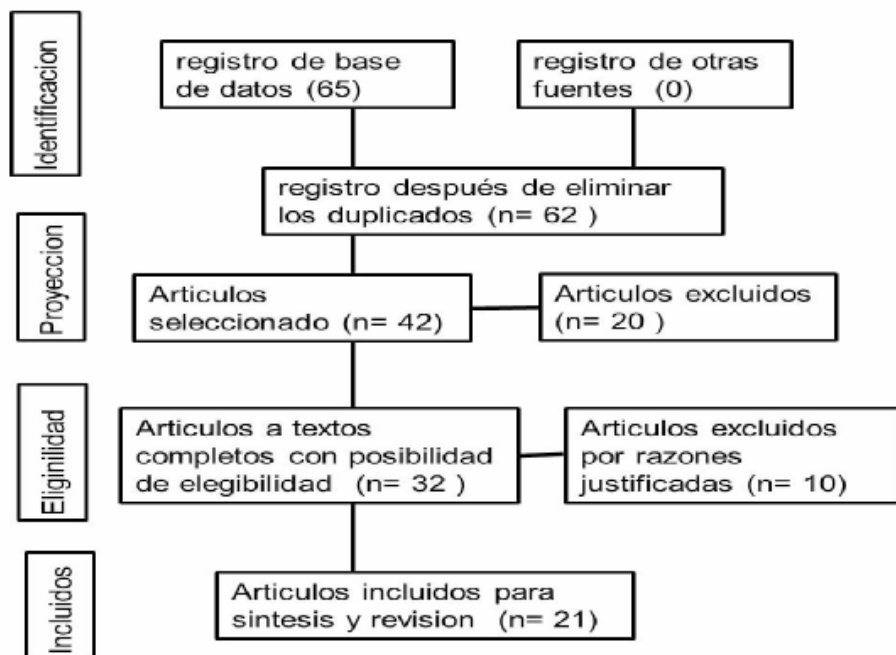 Identificacion
registro de base
de datos (65)
registro de otras
fuentes (0)
registro después de eliminar
los duplicados (n= 62 )
Proyeccion
Articulos
seleccionado (n= 42)
Articulos excluidos
(n= 20 )
Eliginilidad
Articulos a textos
completos con posibilidad
de elegibilidad (n= 32 )
Articulos excluidos
por razones
justificadas (n= 10)
Incluidos
Articulos incluidos para
sintesis y revision (n= 21)